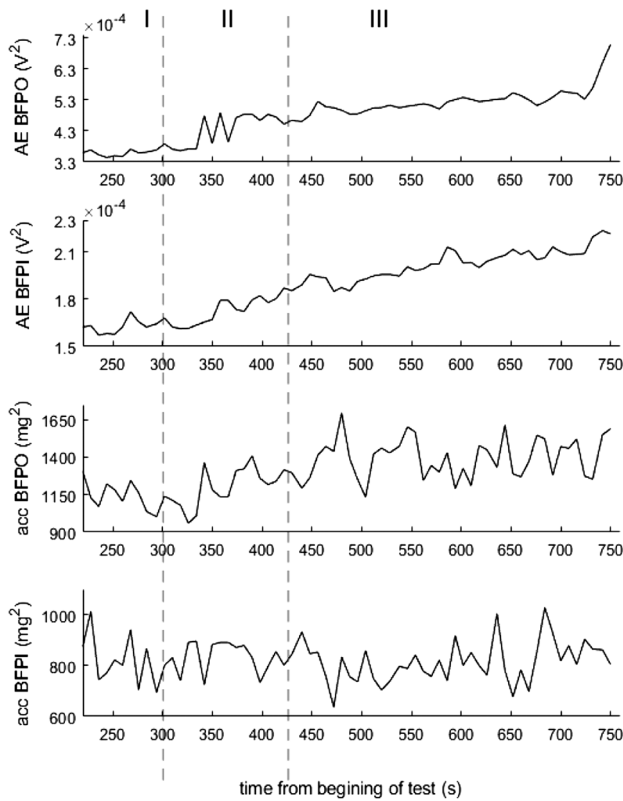 I II III
×10⁻⁴
7.3
6.3
5.3
4.3
3.3
AE BFPO (V²)
250 300 350 400 450 500 550 600 650 700 750
×10⁻⁴
2.3
2.1
1.8
1.5
AE BFPI (V²)
250 300 350 400 450 500 550 600 650 700 750
1650
1400
1150
900
acc BFPO (mg²)
250 300 350 400 450 500 550 600 650 700 750
1000
800
600
acc BFPI (mg²)
250 300 350 400 450 500 550 600 650 700 750
time from begining of test (s)